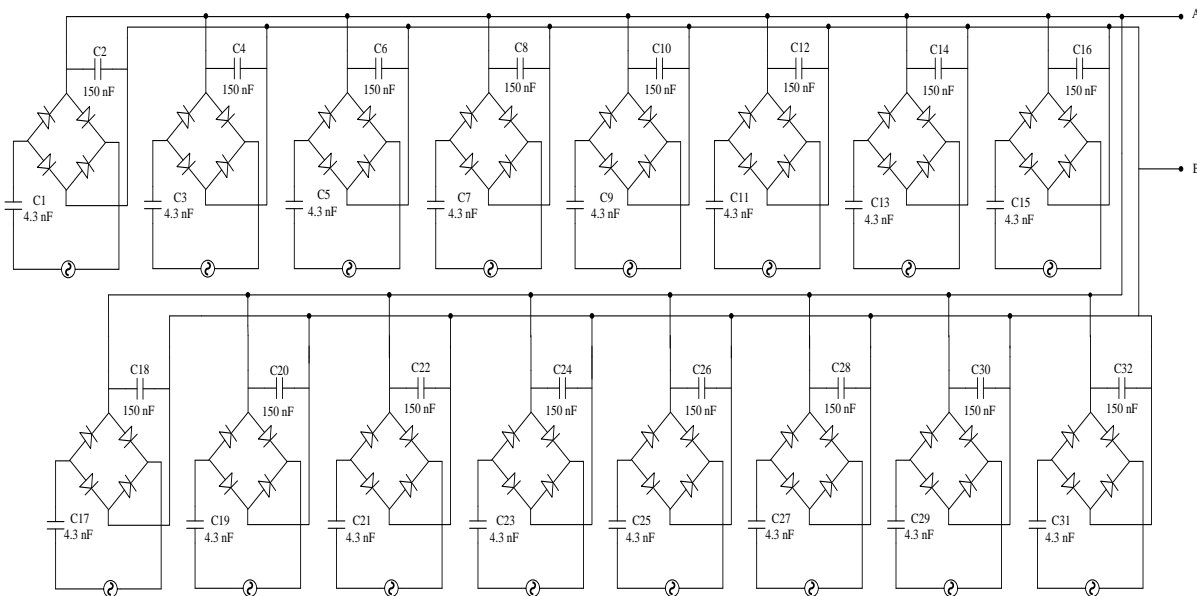 A
C2 C4 C6 C8 C10 C12 C14 C16
150 nF 150 nF 150 nF 150 nF 150 nF 150 nF 150 nF 150 nF
B
C1 C3 C5 C7 C9 C11 C13 C15
4.3 nF 4.3 nF 4.3 nF 4.3 nF 4.3 nF 4.3 nF 4.3 nF 4.3 nF
C18 C20 C22 C24 C26 C28 C30 C32
150 nF 150 nF 150 nF 150 nF 150 nF 150 nF 150 nF 150 nF
C17 C19 C21 C23 C25 C27 C29 C31
4.3 nF 4.3 nF 4.3 nF 4.3 nF 4.3 nF 4.3 nF 4.3 nF 4.3 nF